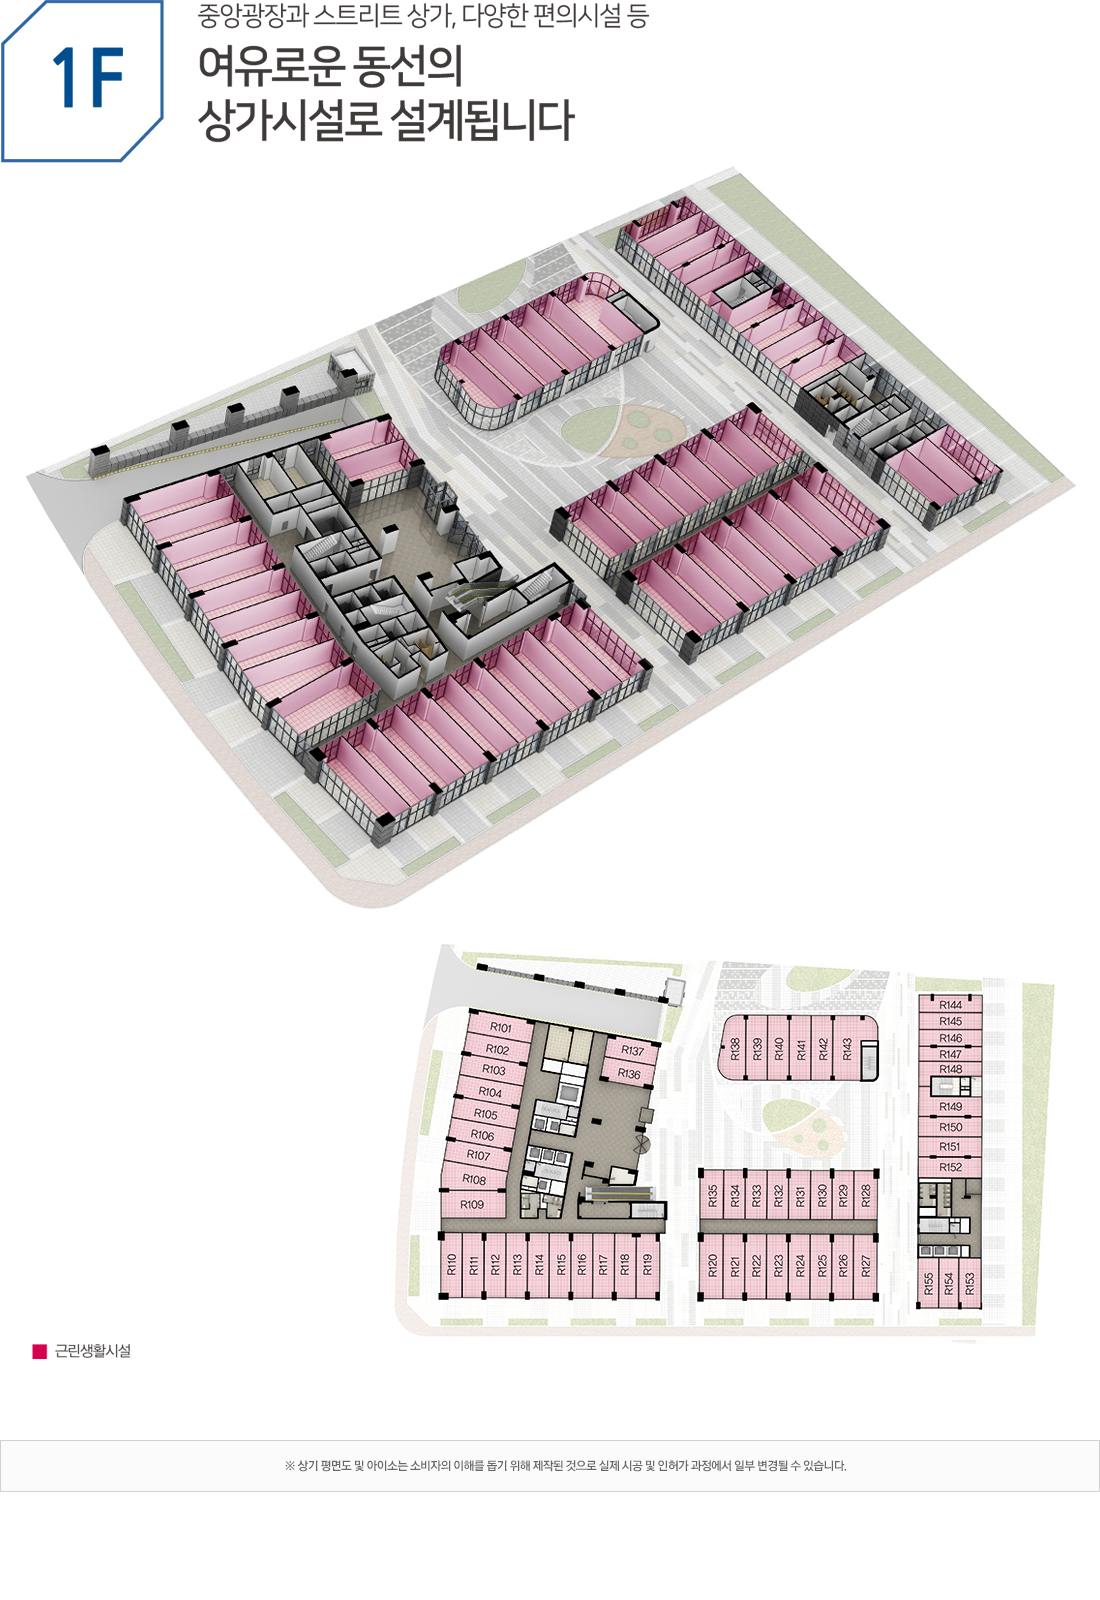 1F
중앙광장과 스트리트 상가, 다양한 편의시설 등
여유로운 동선의
상가시설로 설계됩니다
R101
R102
R103
R104
R105
R106
R107
R108
R109
R137
R136
R110
R111
R112
R113
R114
R115
R116
R117
R118
R119
R138
R139
R140
R141
R142
R143
R135
R134
R133
R132
R131
R130
R129
R128
R120
R121
R122
R123
R124
R125
R126
R127
R144
R145
R146
R147
R148
R149
R150
R151
R152
R155
R154
R153
근린생활시설
※ 상기 평면도 및 아이소는 소비자의 이해를 돕기 위해 제작된 것으로 실제 시공 및 인허가 과정에서 일부 변경될 수 있습니다.